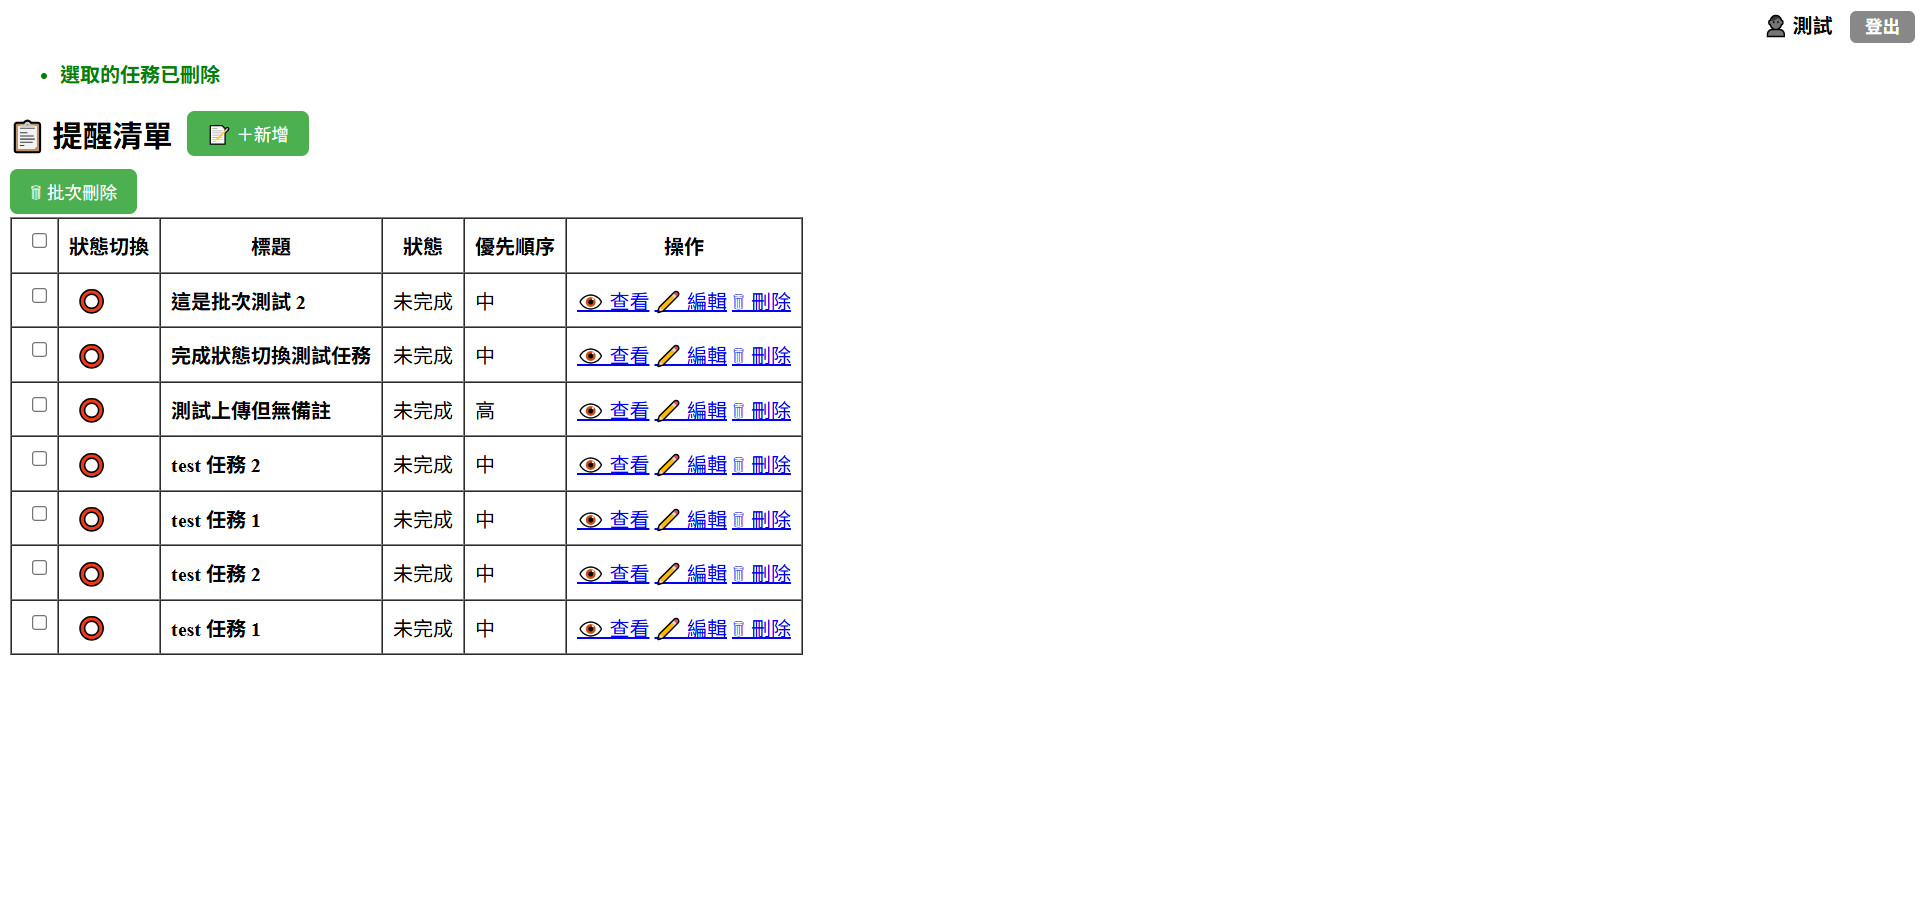 測試 登出
選取的任務已刪除
提醒清單 ＋新增
批次刪除
狀態切換 標題 狀態 優先順序 操作
這是批次測試 2 未完成 中 查看 編輯 刪除
完成狀態切換測試任務 未完成 中 查看 編輯 刪除
測試上傳但無備註 未完成 高 查看 編輯 刪除
test 任務 2 未完成 中 查看 編輯 刪除
test 任務 1 未完成 中 查看 編輯 刪除
test 任務 2 未完成 中 查看 編輯 刪除
test 任務 1 未完成 中 查看 編輯 刪除